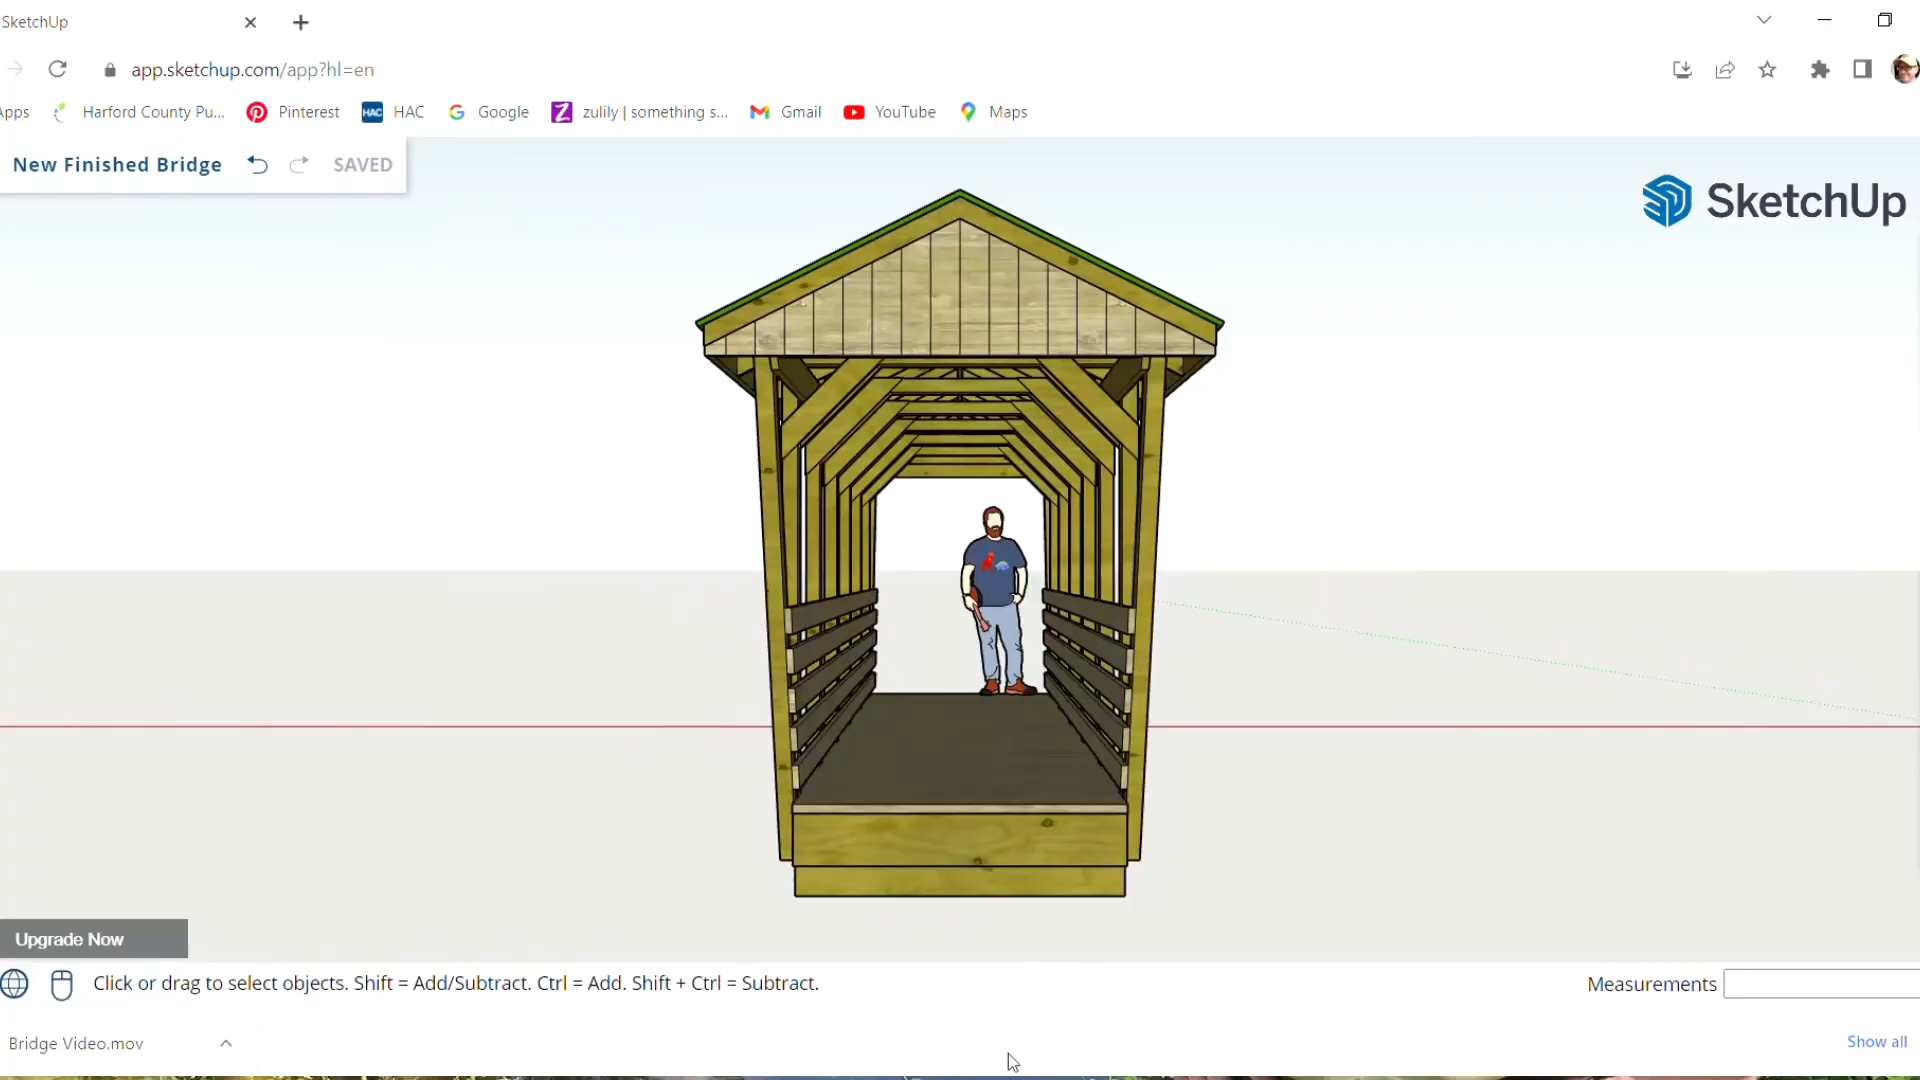 SketchUp
app.sketchup.com/app?hl=en
Apps
Harford County Pu...
Pinterest
HAC
HAC
Google
zulily | something s...
Gmail
YouTube
Maps
New Finished Bridge
SAVED
SketchUp
Upgrade Now
Click or drag to select objects. Shift = Add/Subtract. Ctrl = Add. Shift + Ctrl = Subtract.
Measurements
Bridge Video.mov
Show all